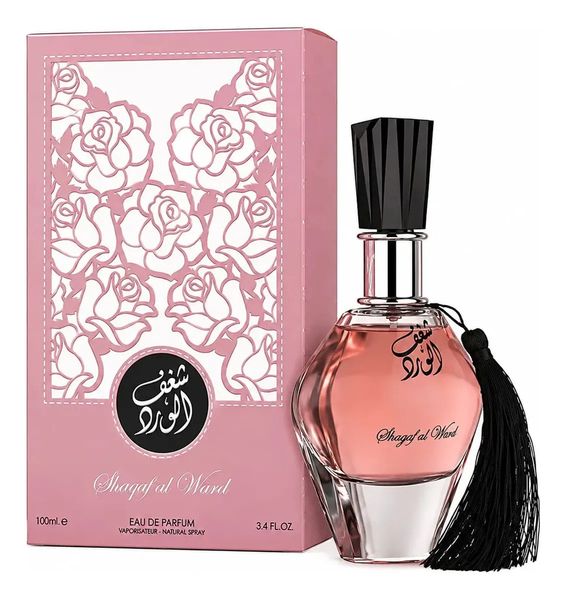 شغف
الورد
Shagaf al Ward
100ml.e
EAU DE PARFUM
VAPORISATEUR - NATURAL SPRAY
3.4 FL.OZ.
شغف
الورد
Shagaf al Ward